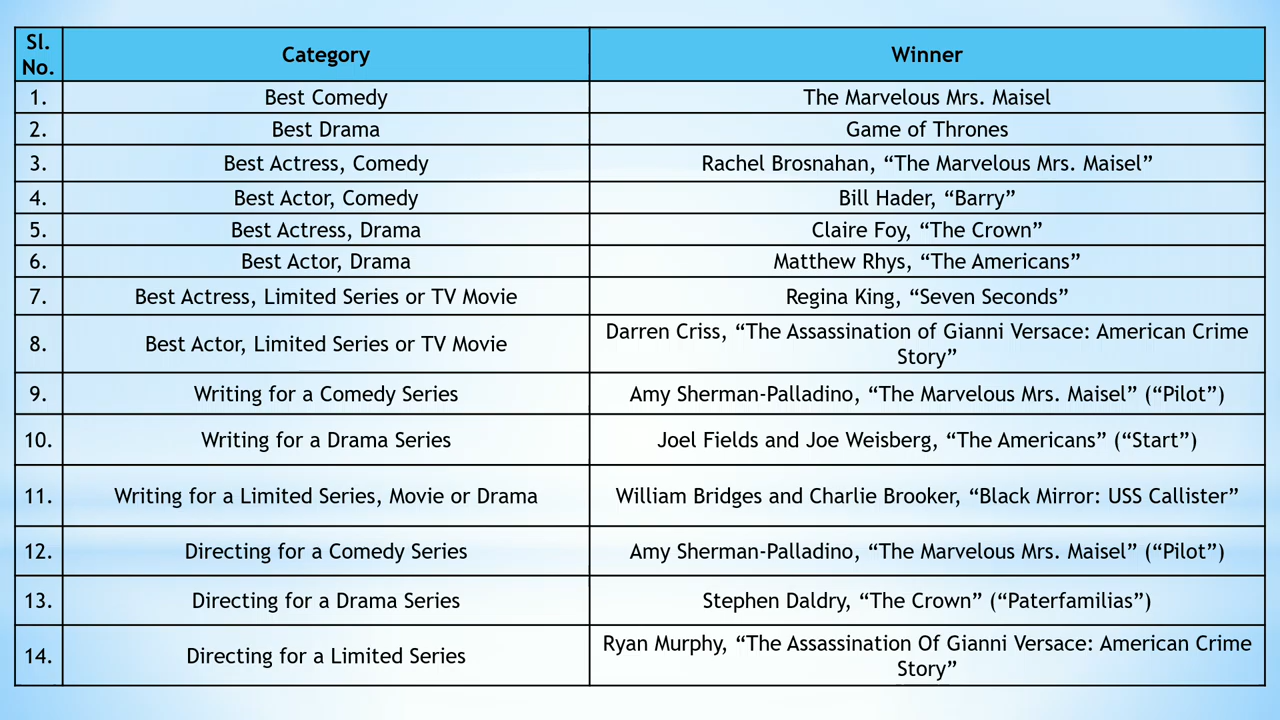 Sl. No. Category Winner
1. Best Comedy The Marvelous Mrs. Maisel
2. Best Drama Game of Thrones
3. Best Actress, Comedy Rachel Brosnahan, “The Marvelous Mrs. Maisel”
4. Best Actor, Comedy Bill Hader, “Barry”
5. Best Actress, Drama Claire Foy, “The Crown”
6. Best Actor, Drama Matthew Rhys, “The Americans”
7. Best Actress, Limited Series or TV Movie Regina King, “Seven Seconds”
8. Best Actor, Limited Series or TV Movie Darren Criss, “The Assassination of Gianni Versace: American Crime
Story”
9. Writing for a Comedy Series Amy Sherman-Palladino, “The Marvelous Mrs. Maisel” (“Pilot”)
10. Writing for a Drama Series Joel Fields and Joe Weisberg, “The Americans” (“Start”)
11. Writing for a Limited Series, Movie or Drama William Bridges and Charlie Brooker, “Black Mirror: USS Callister”
12. Directing for a Comedy Series Amy Sherman-Palladino, “The Marvelous Mrs. Maisel” (“Pilot”)
13. Directing for a Drama Series Stephen Daldry, “The Crown” (“Paterfamilias”)
14. Directing for a Limited Series Ryan Murphy, “The Assassination Of Gianni Versace: American Crime
Story”